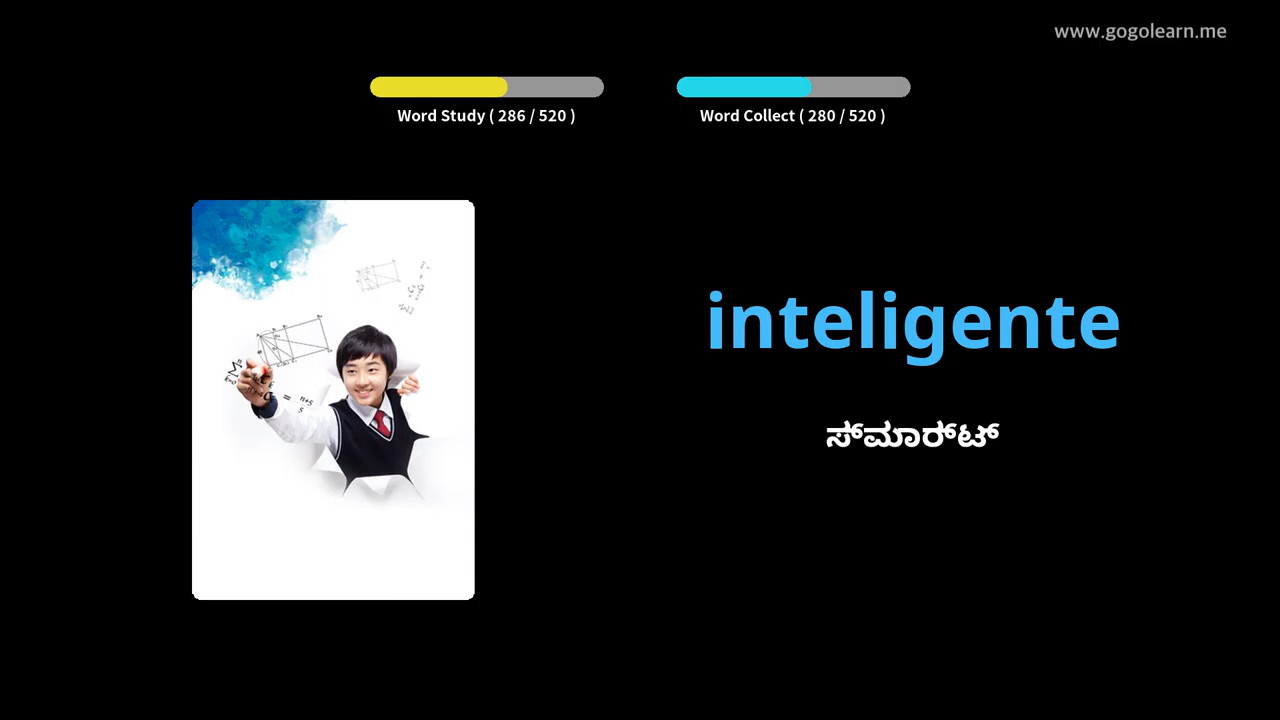 www.gogolearn.me
Word Study ( 286 / 520 )
Word Collect ( 280 / 520 )
inteligente
ಸ್ಮಾರ್ಟ್